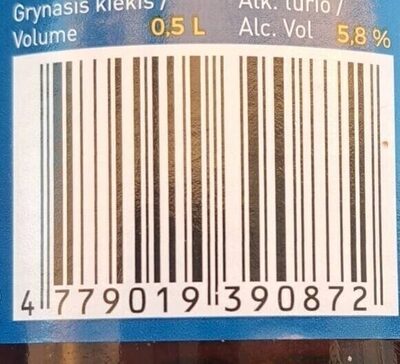 Grynasis kiekis / Alk. tūrio /
Volume 0,5 L Alc. Vol 5,8 %
4 779019 390872